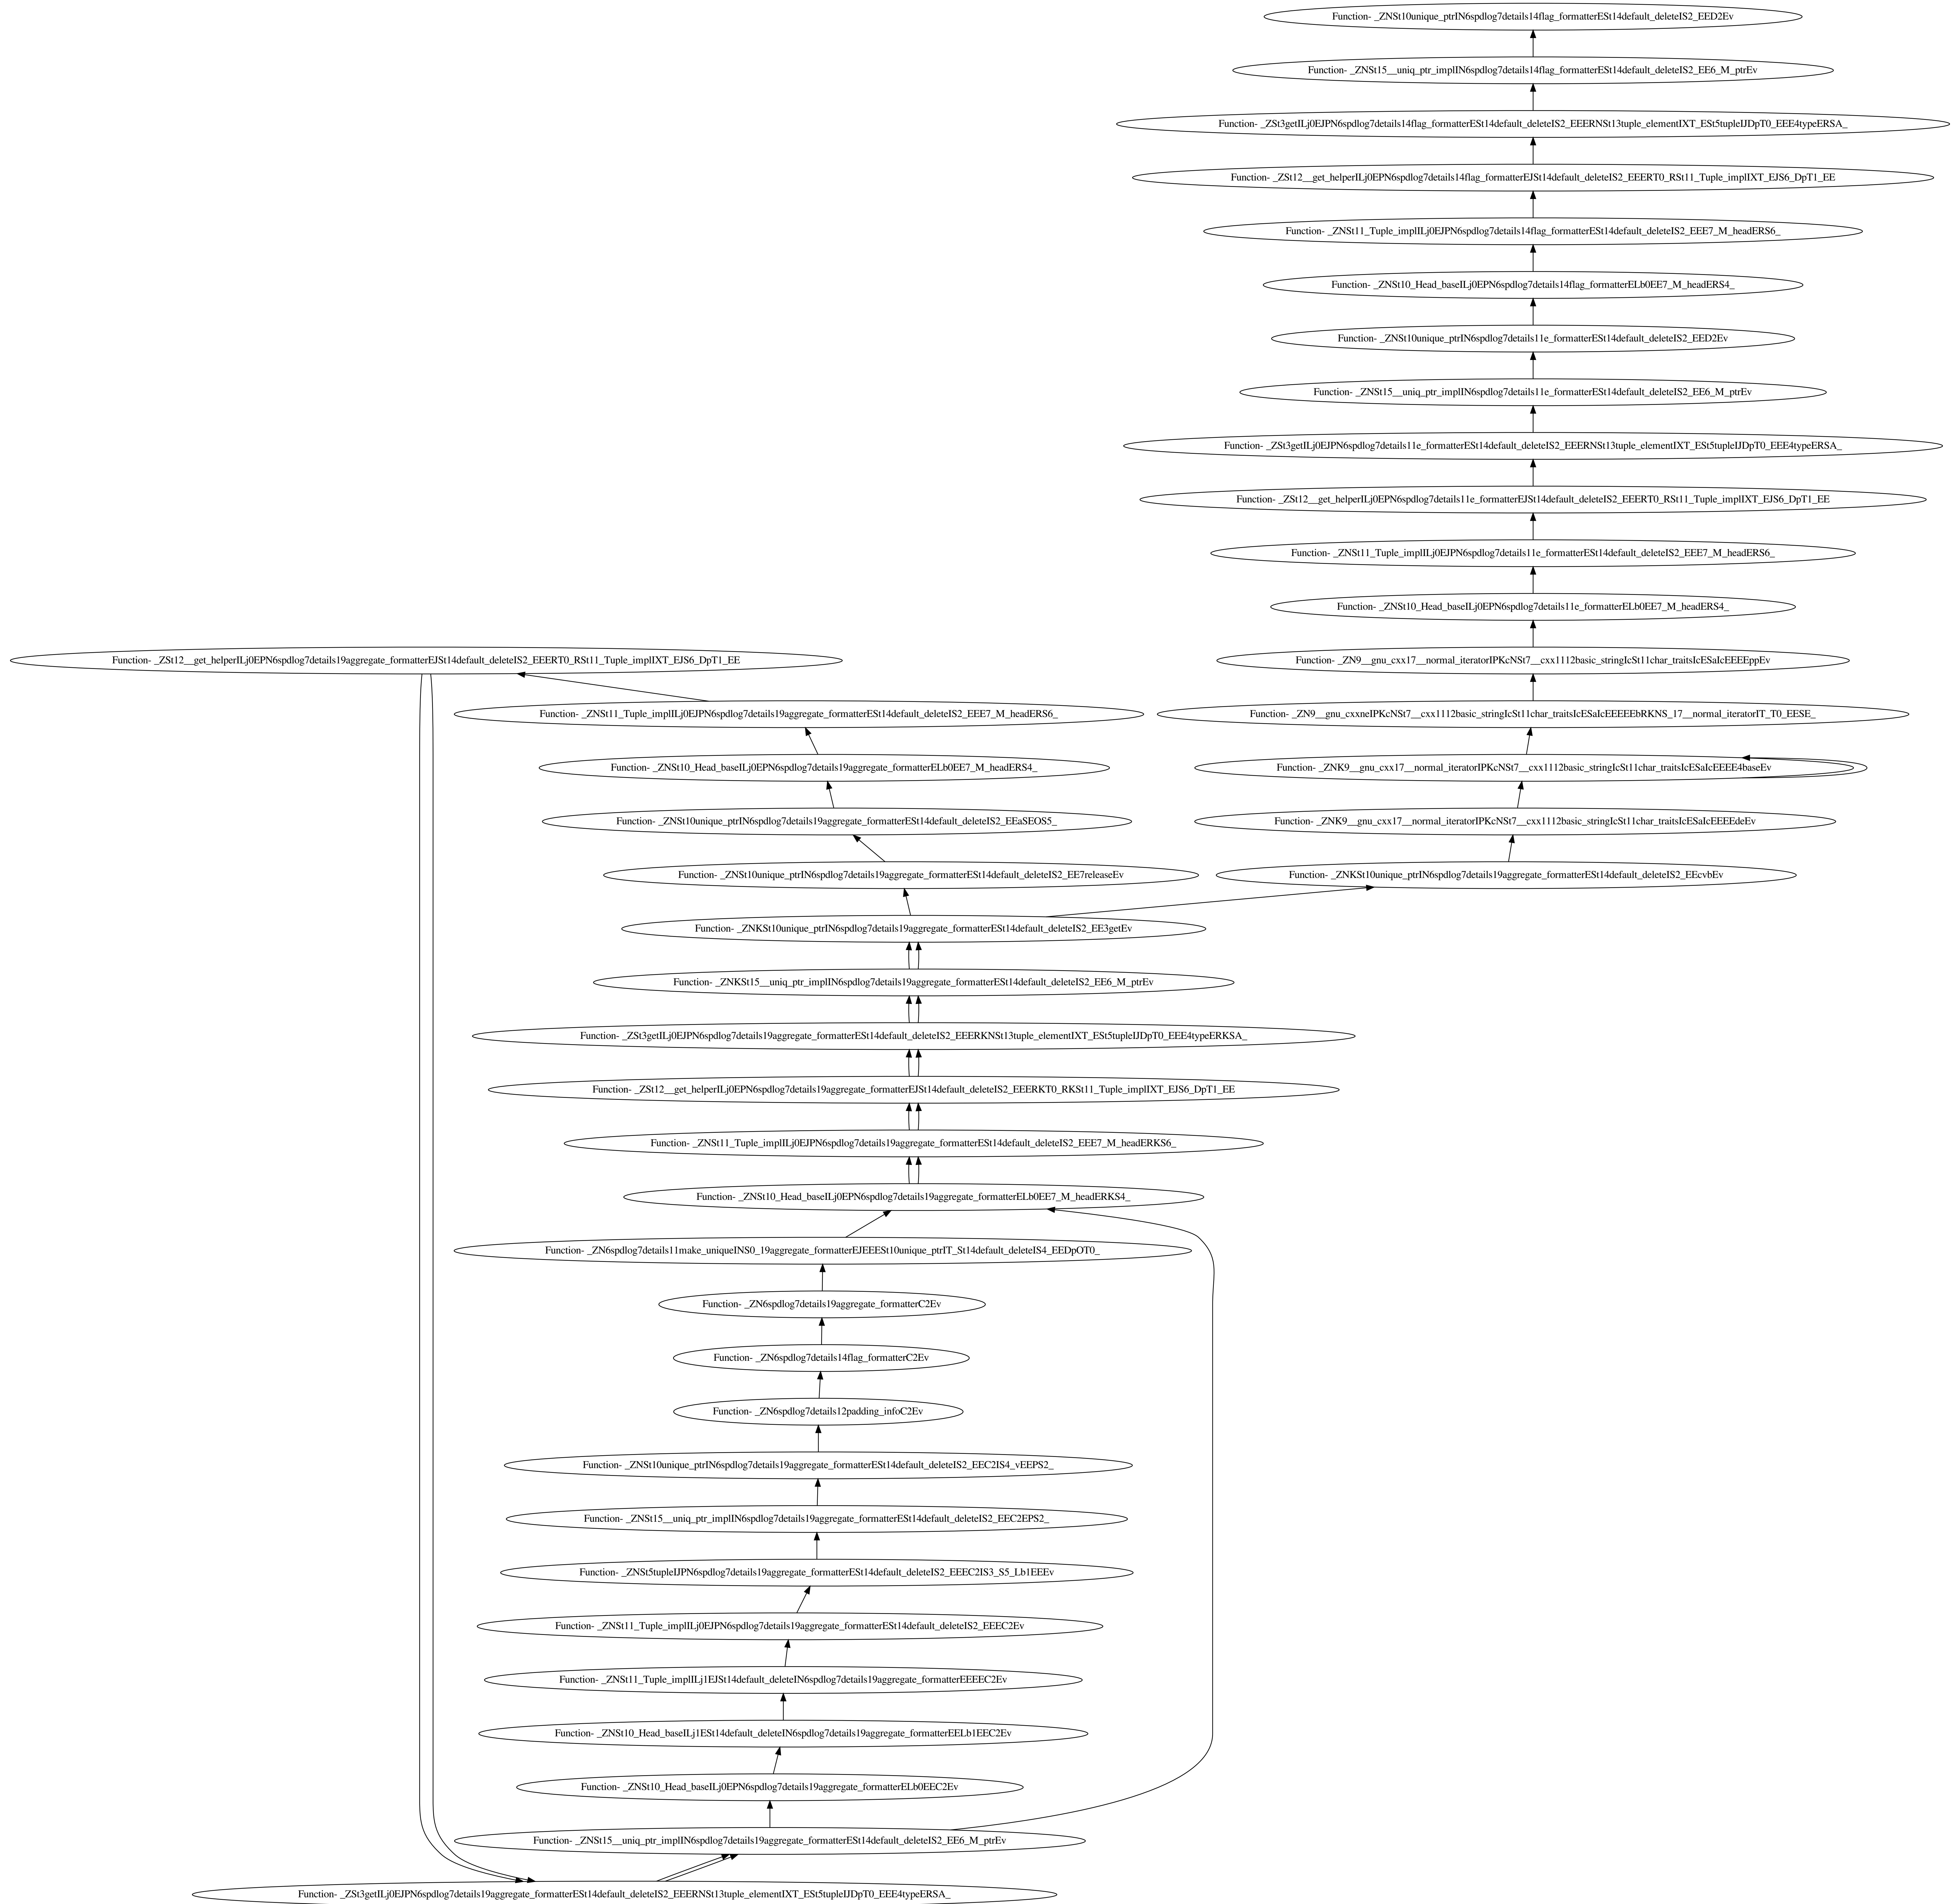 Function- _ZNSt10unique_ptrIN6spdlog7details14flag_formatterESt14default_deleteIS2_EED2Ev
Function- _ZNSt15__uniq_ptr_implIN6spdlog7details14flag_formatterESt14default_deleteIS2_EE6_M_ptrEv
Function- _ZSt3getILj0EJPN6spdlog7details14flag_formatterESt14default_deleteIS2_EEERNSt13tuple_elementIXT_ESt5tupleIJDpT0_EEE4typeERSA_
Function- _ZSt12__get_helperILj0EPN6spdlog7details14flag_formatterEJSt14default_deleteIS2_EEERT0_RSt11_Tuple_implIXT_EJS6_DpT1_EE
Function- _ZNSt11_Tuple_implILj0EJPN6spdlog7details14flag_formatterESt14default_deleteIS2_EEE7_M_headERS6_
Function- _ZNSt10_Head_baseILj0EPN6spdlog7details14flag_formatterELb0EE7_M_headERS4_
Function- _ZNSt10unique_ptrIN6spdlog7details11e_formatterESt14default_deleteIS2_EED2Ev
Function- _ZNSt15__uniq_ptr_implIN6spdlog7details11e_formatterESt14default_deleteIS2_EE6_M_ptrEv
Function- _ZSt3getILj0EJPN6spdlog7details11e_formatterESt14default_deleteIS2_EEERNSt13tuple_elementIXT_ESt5tupleIJDpT0_EEE4typeERSA_
Function- _ZSt12__get_helperILj0EPN6spdlog7details11e_formatterEJSt14default_deleteIS2_EEERT0_RSt11_Tuple_implIXT_EJS6_DpT1_EE
Function- _ZNSt11_Tuple_implILj0EJPN6spdlog7details11e_formatterESt14default_deleteIS2_EEE7_M_headERS6_
Function- _ZNSt10_Head_baseILj0EPN6spdlog7details11e_formatterELb0EE7_M_headERS4_
Function- _ZSt12__get_helperILj0EPN6spdlog7details19aggregate_formatterEJSt14default_deleteIS2_EEERT0_RSt11_Tuple_implIXT_EJS6_DpT1_EE
Function- _ZN9__gnu_cxx17__normal_iteratorIPKcNSt7__cxx1112basic_stringIcSt11char_traitsIcESaIcEEEEppEv
Function- _ZNSt11_Tuple_implILj0EJPN6spdlog7details19aggregate_formatterESt14default_deleteIS2_EEE7_M_headERS6_
Function- _ZN9__gnu_cxxneIPKcNSt7__cxx1112basic_stringIcSt11char_traitsIcESaIcEEEEEbRKNS_17__normal_iteratorIT_T0_EESE_
Function- _ZNSt10_Head_baseILj0EPN6spdlog7details19aggregate_formatterELb0EE7_M_headERS4_
Function- _ZNK9__gnu_cxx17__normal_iteratorIPKcNSt7__cxx1112basic_stringIcSt11char_traitsIcESaIcEEEE4baseEv
Function- _ZNSt10unique_ptrIN6spdlog7details19aggregate_formatterESt14default_deleteIS2_EEaSEOS5_
Function- _ZNK9__gnu_cxx17__normal_iteratorIPKcNSt7__cxx1112basic_stringIcSt11char_traitsIcESaIcEEEEdeEv
Function- _ZNSt10unique_ptrIN6spdlog7details19aggregate_formatterESt14default_deleteIS2_EE7releaseEv
Function- _ZNKSt10unique_ptrIN6spdlog7details19aggregate_formatterESt14default_deleteIS2_EEcvbEv
Function- _ZNKSt10unique_ptrIN6spdlog7details19aggregate_formatterESt14default_deleteIS2_EE3getEv
Function- _ZNKSt15__uniq_ptr_implIN6spdlog7details19aggregate_formatterESt14default_deleteIS2_EE6_M_ptrEv
Function- _ZSt3getILj0EJPN6spdlog7details19aggregate_formatterESt14default_deleteIS2_EEERKNSt13tuple_elementIXT_ESt5tupleIJDpT0_EEE4typeERKSA_
Function- _ZSt12__get_helperILj0EPN6spdlog7details19aggregate_formatterEJSt14default_deleteIS2_EEERKT0_RKSt11_Tuple_implIXT_EJS6_DpT1_EE
Function- _ZNSt11_Tuple_implILj0EJPN6spdlog7details19aggregate_formatterESt14default_deleteIS2_EEE7_M_headERKS6_
Function- _ZNSt10_Head_baseILj0EPN6spdlog7details19aggregate_formatterELb0EE7_M_headERKS4_
Function- _ZN6spdlog7details11make_uniqueINS0_19aggregate_formatterEJEEESt10unique_ptrIT_St14default_deleteIS4_EEDpOT0_
Function- _ZN6spdlog7details19aggregate_formatterC2Ev
Function- _ZN6spdlog7details14flag_formatterC2Ev
Function- _ZN6spdlog7details12padding_infoC2Ev
Function- _ZNSt10unique_ptrIN6spdlog7details19aggregate_formatterESt14default_deleteIS2_EEC2IS4_vEEPS2_
Function- _ZNSt15__uniq_ptr_implIN6spdlog7details19aggregate_formatterESt14default_deleteIS2_EEC2EPS2_
Function- _ZNSt5tupleIJPN6spdlog7details19aggregate_formatterESt14default_deleteIS2_EEEC2IS3_S5_Lb1EEEv
Function- _ZNSt11_Tuple_implILj0EJPN6spdlog7details19aggregate_formatterESt14default_deleteIS2_EEEC2Ev
Function- _ZNSt11_Tuple_implILj1EJSt14default_deleteIN6spdlog7details19aggregate_formatterEEEEC2Ev
Function- _ZNSt10_Head_baseILj1ESt14default_deleteIN6spdlog7details19aggregate_formatterEELb1EEC2Ev
Function- _ZNSt10_Head_baseILj0EPN6spdlog7details19aggregate_formatterELb0EEC2Ev
Function- _ZNSt15__uniq_ptr_implIN6spdlog7details19aggregate_formatterESt14default_deleteIS2_EE6_M_ptrEv
Function- _ZSt3getILj0EJPN6spdlog7details19aggregate_formatterESt14default_deleteIS2_EEERNSt13tuple_elementIXT_ESt5tupleIJDpT0_EEE4typeERSA_